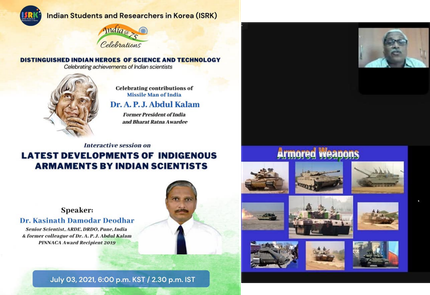 ISRK
Indian Students and Researchers in Korea (ISRK)
India@75
Celebrations
DISTINGUISHED INDIAN HEROES OF SCIENCE AND TECHNOLOGY
Celebrating achievements of Indian scientists
Celebrating contributions of
Missile Man of India
Dr. A. P. J. Abdul Kalam
Former President of India
and Bharat Ratna Awardee
Interactive session on
LATEST DEVELOPMENTS OF INDIGENOUS
ARMAMENTS BY INDIAN SCIENTISTS
Speaker:
Dr. Kasinath Damodar Deodhar
Senior Scientist, ARDE, DRDO, Pune, India
& Former colleague of Dr. A. P. J. Abdul Kalam
PINNACA Award Recipient 2019
July 03, 2021, 6:00 p.m. KST / 2.30 p.m. IST
Armored Weapons